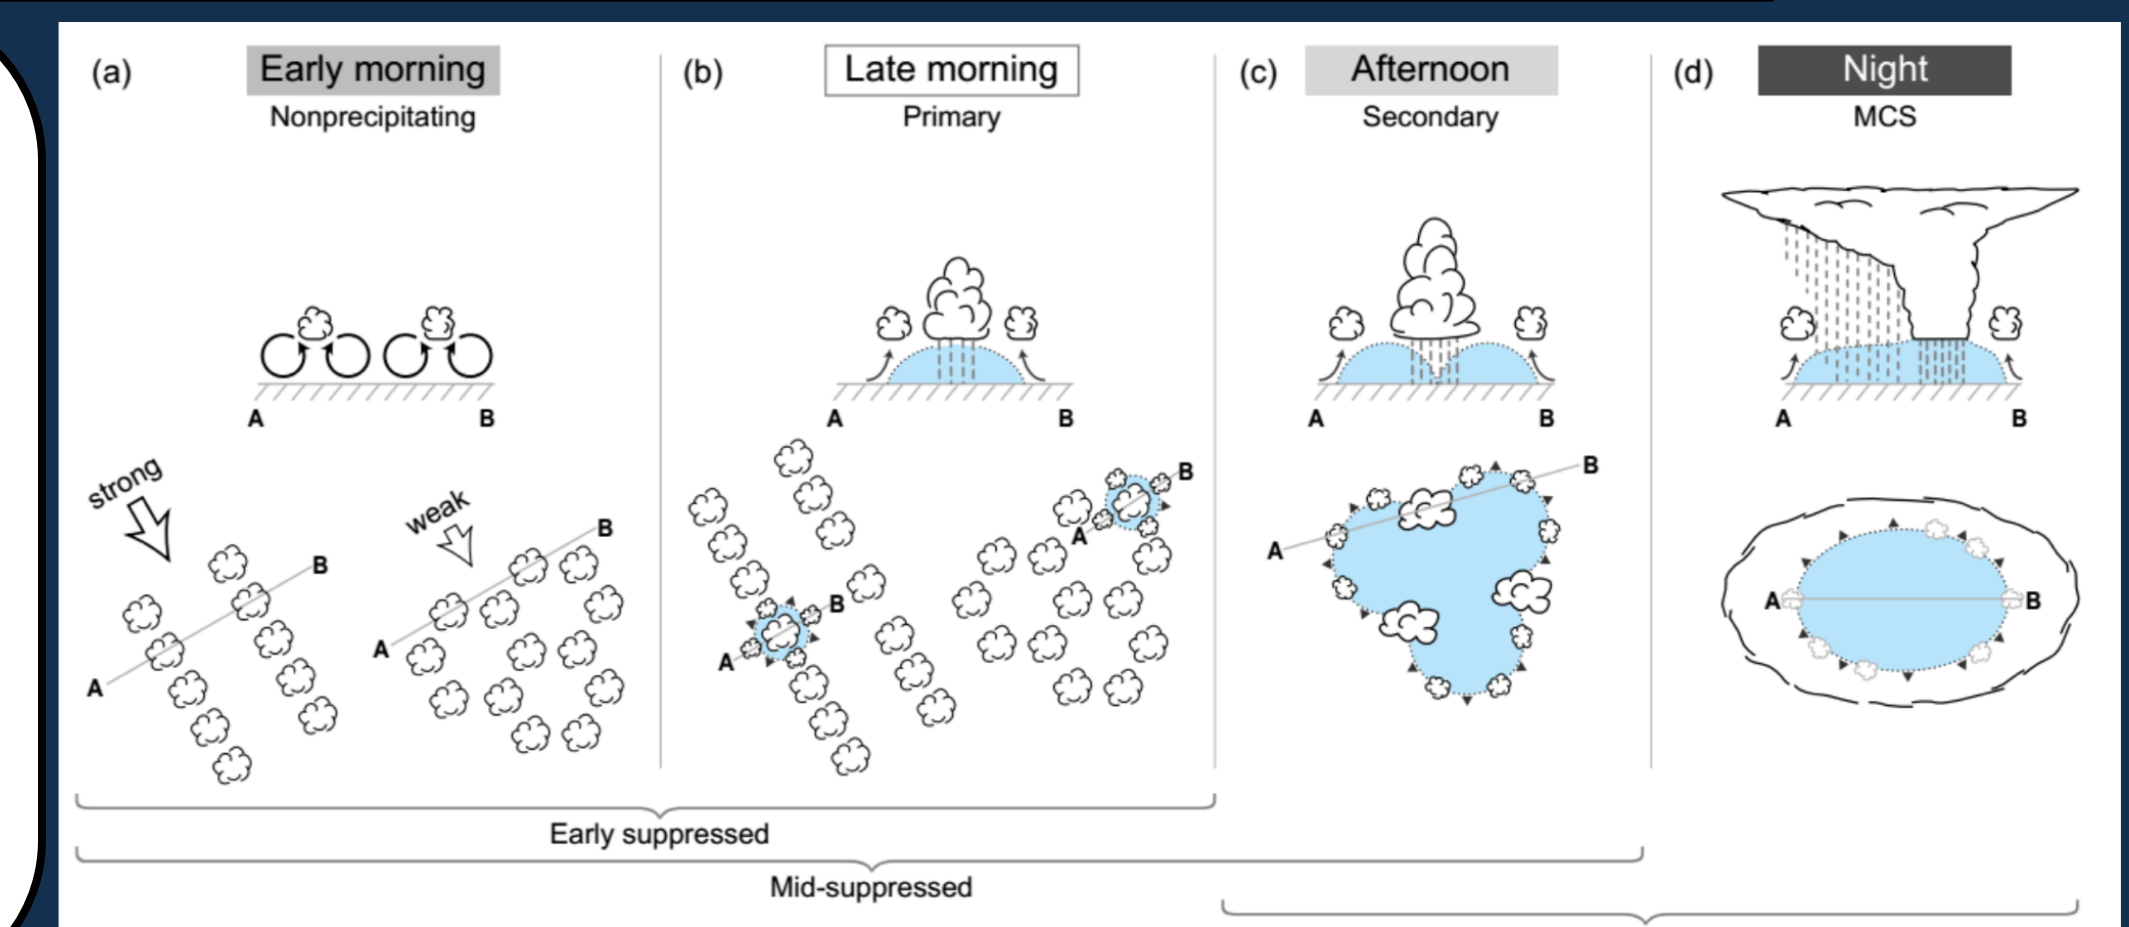 (a) Early morning
Nonprecipitating
(b) Late morning
Primary
(c) Afternoon
Secondary
(d) Night
MCS
A B
A B
A B
A B
strong
weak
A B
A B
A B
A B
A B
A B
Early suppressed
Mid-suppressed